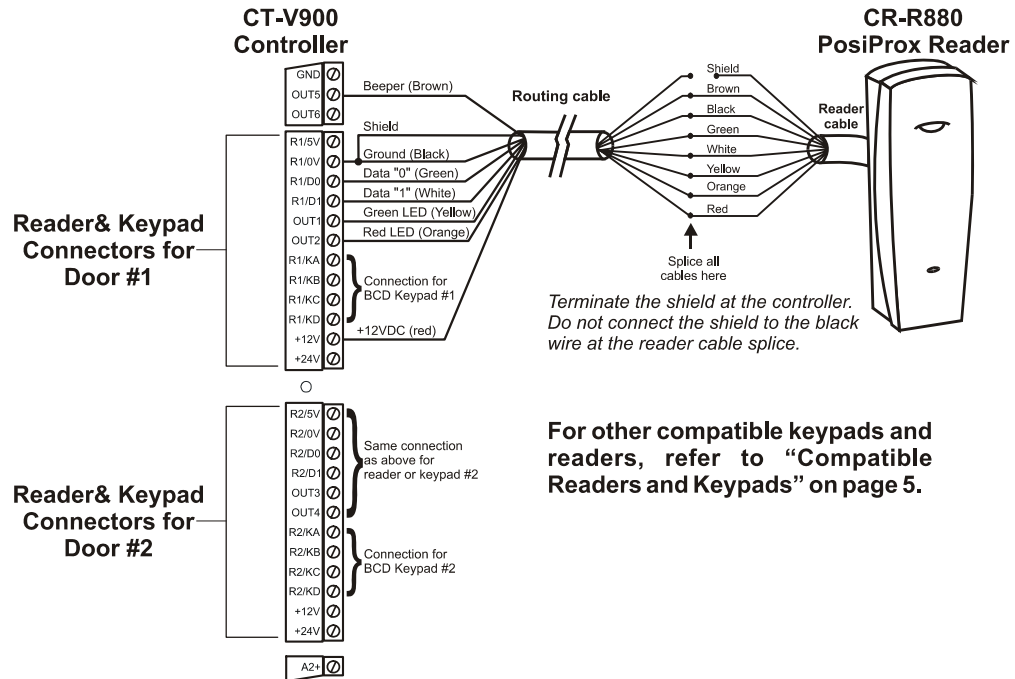 CT-V900
Controller
CR-R880
PosiProx Reader
GND
OUT5
OUT6
Beeper (Brown)
R1/5V
R1/0V
R1/D0
R1/D1
OUT1
OUT2
R1/KA
R1/KB
R1/KC
R1/KD
+12V
+24V
Shield
Ground (Black)
Data "0" (Green)
Data "1" (White)
Green LED (Yellow)
Red LED (Orange)
Connection for
BCD Keypad #1
+12VDC (red)
Reader& Keypad
Connectors for
Door #1
Routing cable
Shield
Brown
Black
Green
White
Yellow
Orange
Red
Reader
cable
Splice all
cables here
Terminate the shield at the controller.
Do not connect the shield to the black
wire at the reader cable splice.
R2/5V
R2/0V
R2/D0
R2/D1
OUT3
OUT4
R2/KA
R2/KB
R2/KC
R2/KD
+12V
+24V
Same connection
as above for
reader or keypad #2
Connection for
BCD Keypad #2
Reader& Keypad
Connectors for
Door #2
For other compatible keypads and
readers, refer to “Compatible
Readers and Keypads” on page 5.
A2+